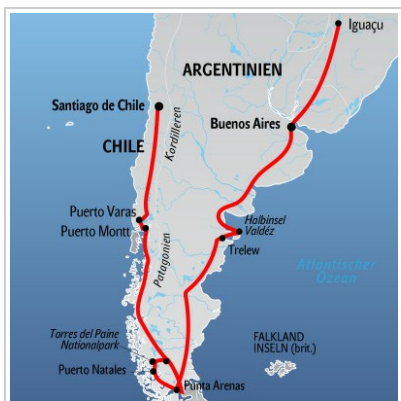 Iguaçu
ARGENTINIEN
Santiago de Chile
Kordilleren
Buenos Aires
CHILE
Puerto Varas
Puerto Montt
Halbinsel
Valdéz
Trelew
Patagonien
Atlantischer
Ozean
Torres del Paine
Nationalpark
FALKLAND
INSELN (brit.)
Puerto Natales
Punta Arenas